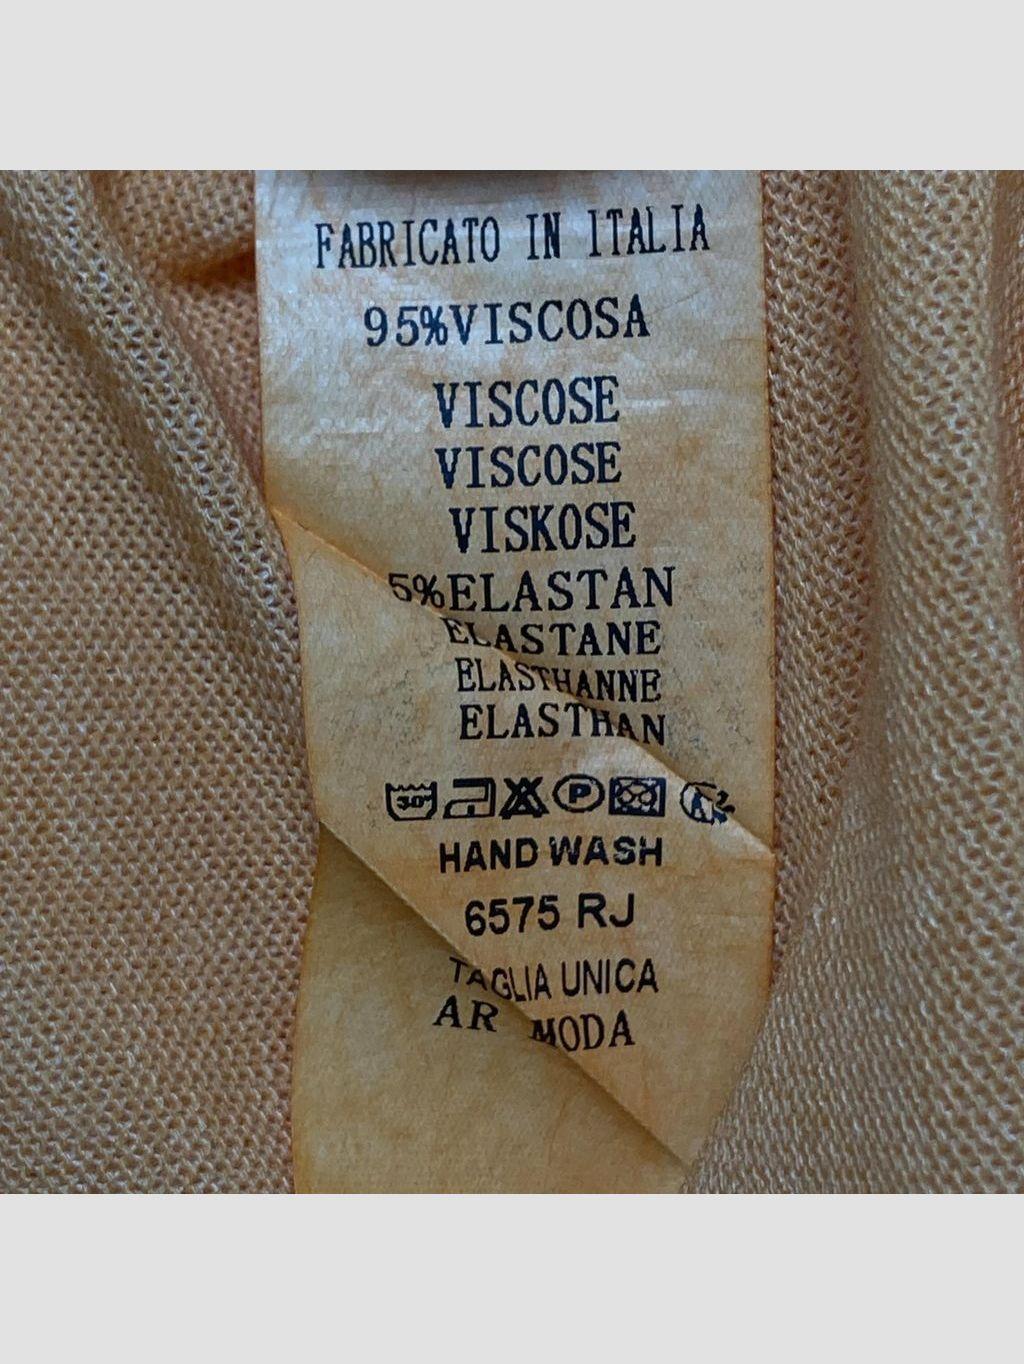 FABRICATO IN ITALIA
95%VISCOSA
VISCOSE
VISCOSE
VISKOSE
5%ELASTAN
ELASTANE
ELASTHANNE
ELASTHAN
30° P A
HAND WASH
6575 RJ
TAGLIA UNICA
AR MODA